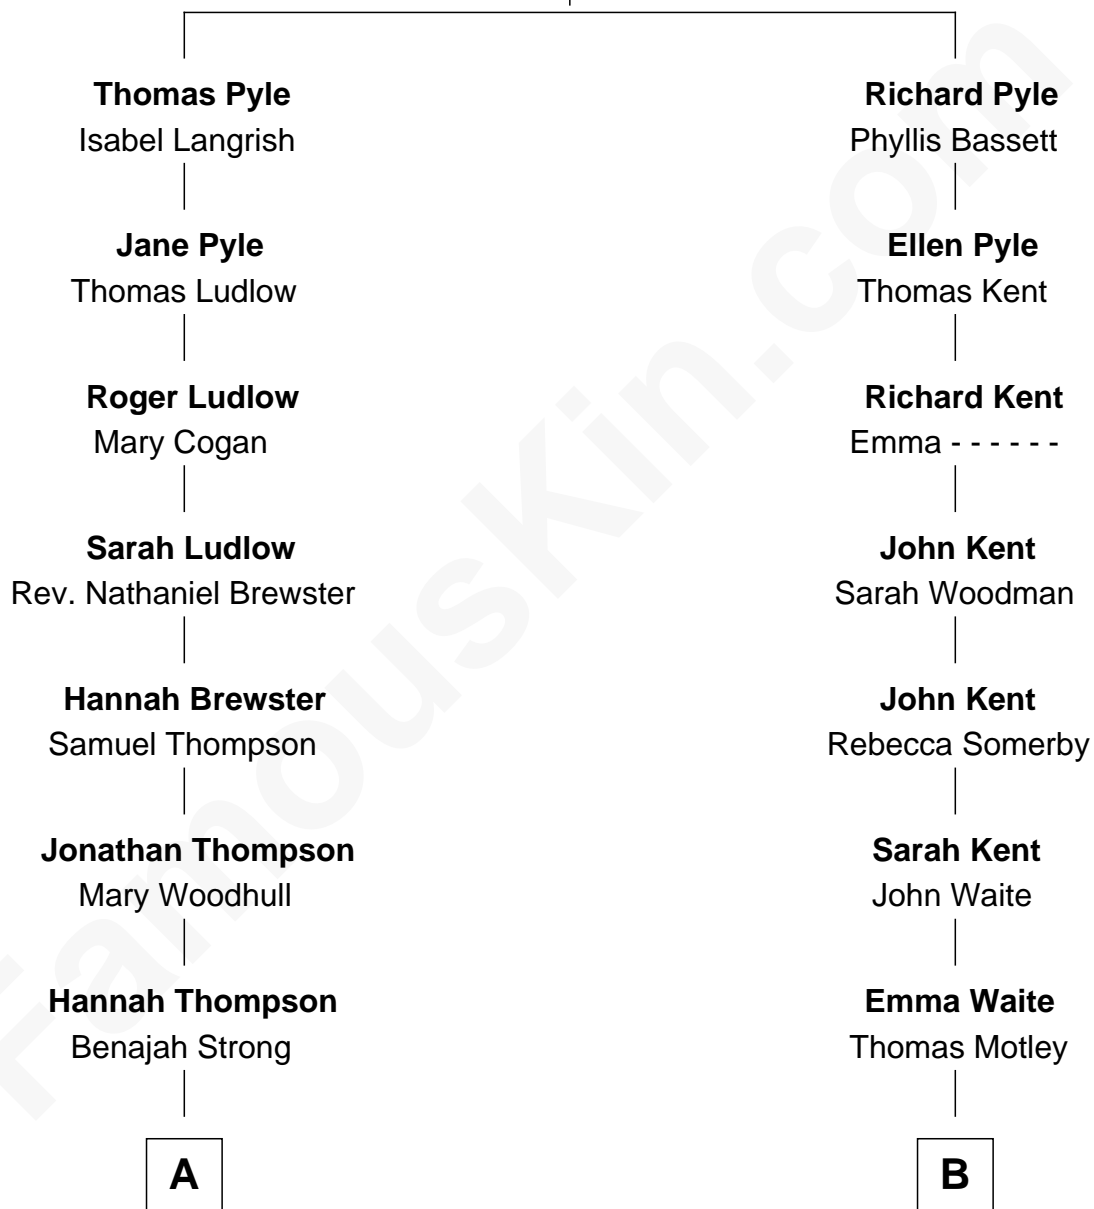 Thomas Pyle
Isabel Langrish
Richard Pyle
Phyllis Bassett
Jane Pyle
Thomas Ludlow
Ellen Pyle
Thomas Kent
Roger Ludlow
Mary Cogan
Richard Kent
Emma - - - - - -
Sarah Ludlow
Rev. Nathaniel Brewster
John Kent
Sarah Woodman
Hannah Brewster
Samuel Thompson
John Kent
Rebecca Somerby
Jonathan Thompson
Mary Woodhull
Sarah Kent
John Waite
Hannah Thompson
Benajah Strong
Emma Waite
Thomas Motley
A
B
FamousKin.com